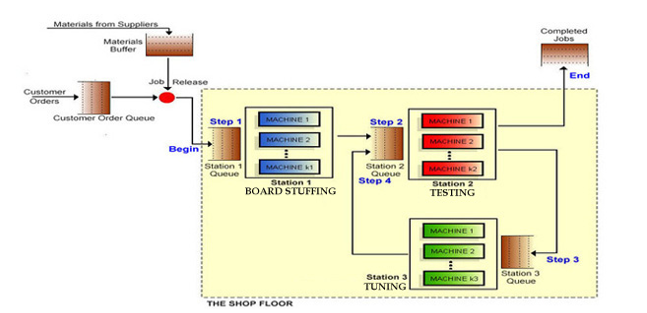 Materials from Suppliers
Materials
Buffer
Completed
Jobs
End
Job Release
Customer
Orders
Customer Order Queue
Begin
Step 1
Station 1
Queue
MACHINE 1
MACHINE 2
MACHINE k1
Station 1
BOARD STUFFING
Step 2
Station 2
Queue
Step 4
MACHINE 1
MACHINE 2
MACHINE k2
Station 2
TESTING
MACHINE 1
MACHINE 2
MACHINE k3
Station 3
TUNING
Step 3
Station 3
Queue
THE SHOP FLOOR